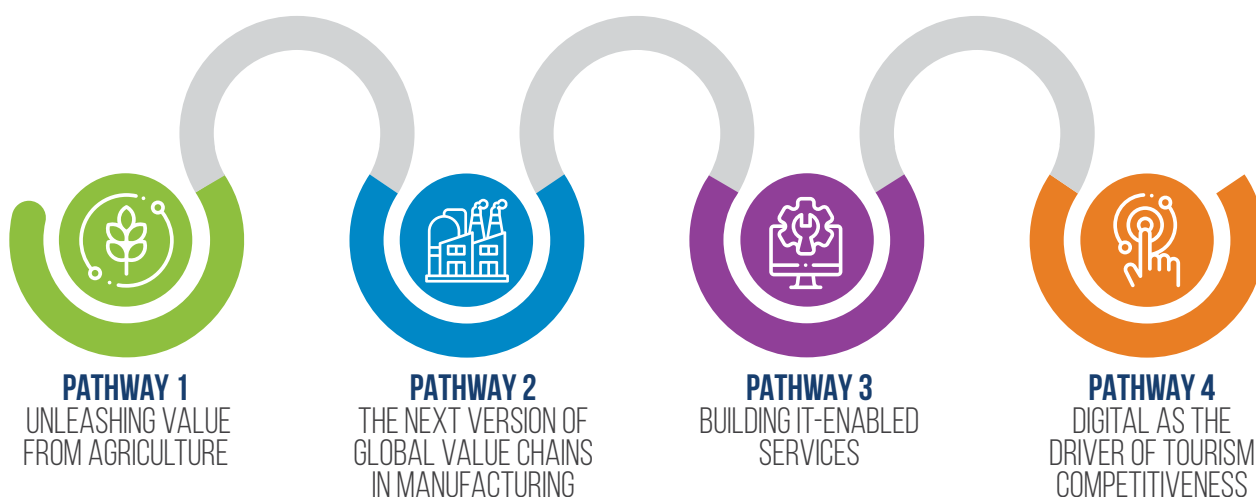 PATHWAY 1
UNLEASHING VALUE
FROM AGRICULTURE
PATHWAY 2
THE NEXT VERSION OF
GLOBAL VALUE CHAINS
IN MANUFACTURING
PATHWAY 3
BUILDING IT-ENABLED
SERVICES
PATHWAY 4
DIGITAL AS THE
DRIVER OF TOURISM
COMPETITIVENESS